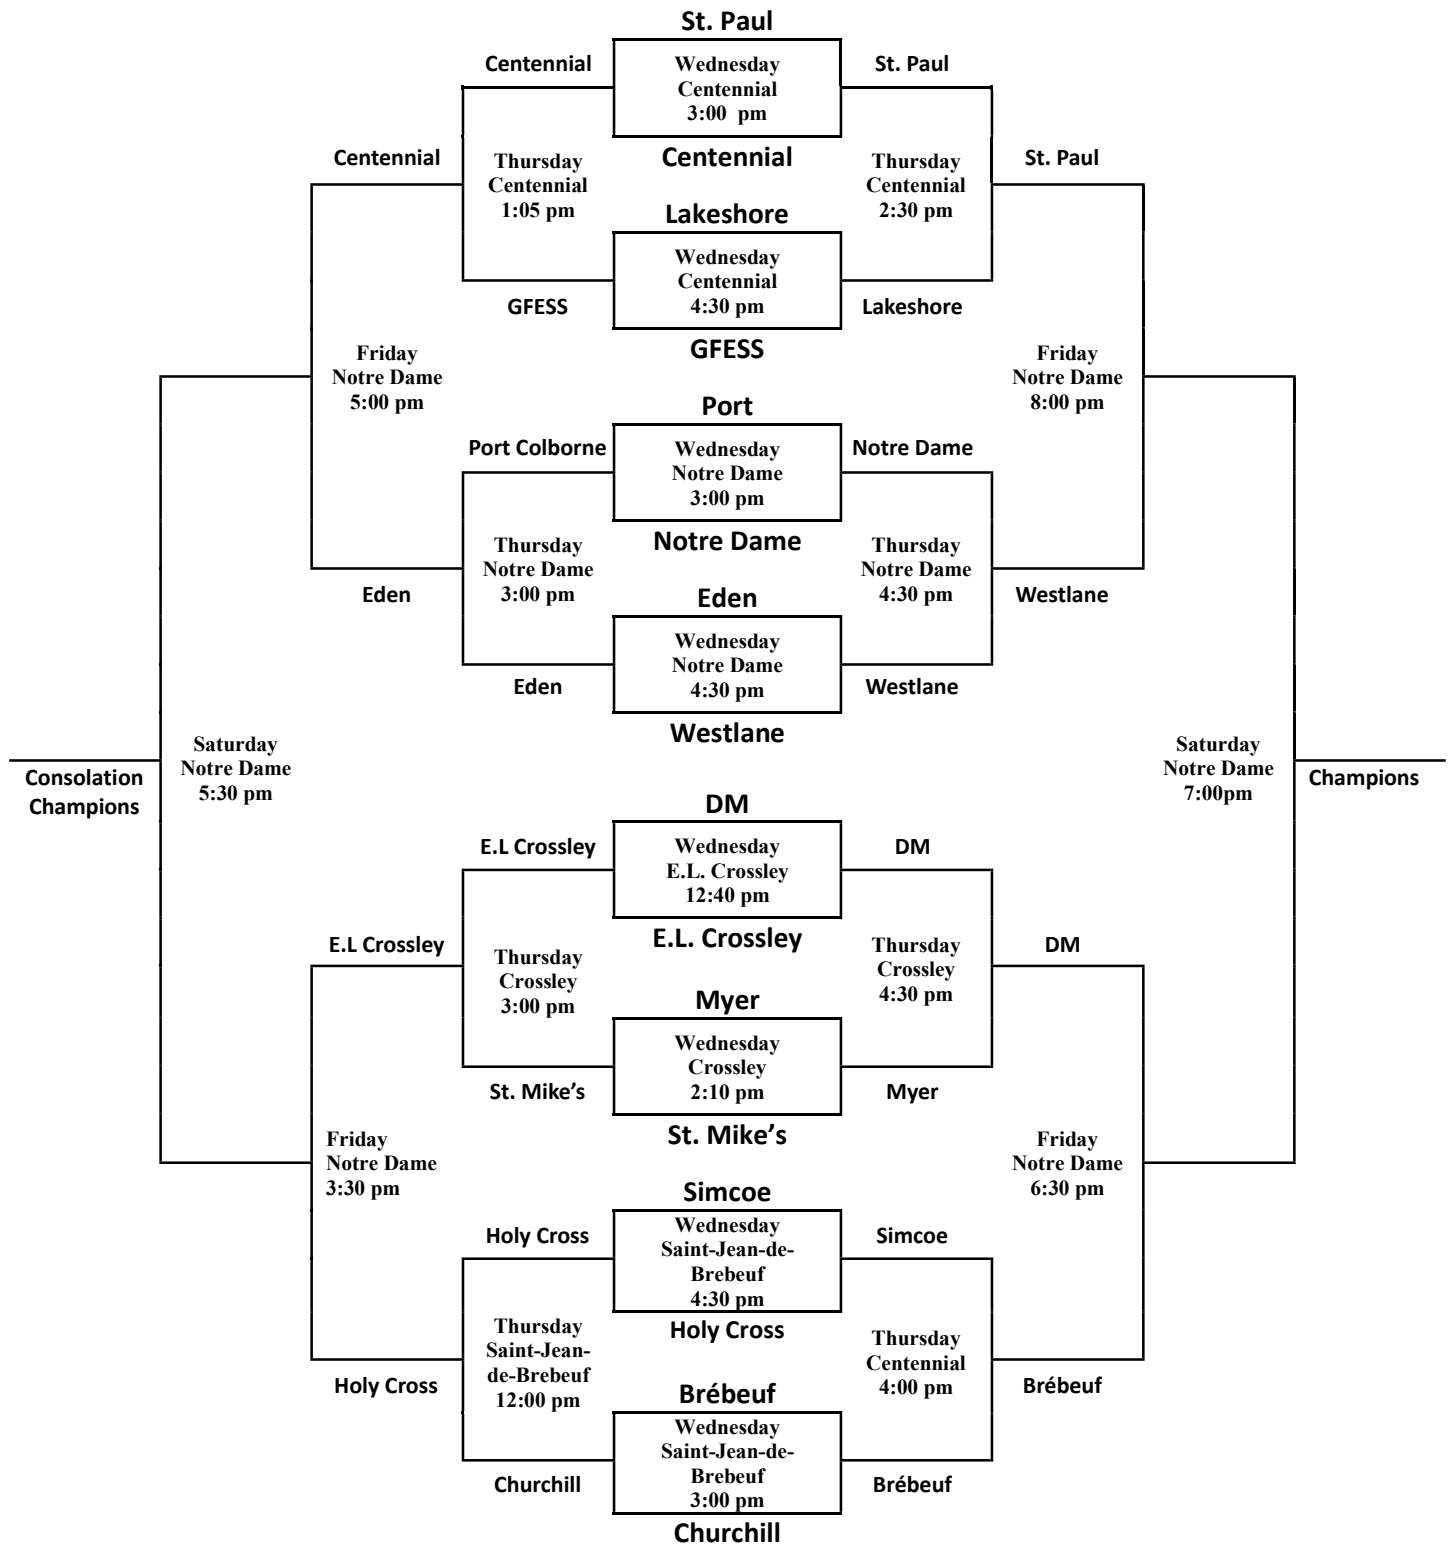 St. Paul
Centennial
Wednesday
Centennial
3:00  pm
St. Paul
Centennial
Centennial
Thursday
Centennial
1:05 pm
Thursday
Centennial
2:30 pm
St. Paul
Lakeshore
Wednesday
Centennial
4:30 pm
GFESS
Lakeshore
GFESS
Friday
Notre Dame
5:00 pm
Friday
Notre Dame
8:00 pm
Port
Port Colborne
Wednesday
Notre Dame
3:00 pm
Notre Dame
Notre Dame
Thursday
Notre Dame
3:00 pm
Thursday
Notre Dame
4:30 pm
Eden
Eden
Westlane
Wednesday
Notre Dame
4:30 pm
Eden
Westlane
Westlane
Saturday
Notre Dame
5:30 pm
Saturday
Notre Dame
7:00pm
Consolation
Champions
Champions
DM
E.L Crossley
Wednesday
E.L. Crossley
12:40 pm
DM
E.L. Crossley
E.L Crossley
Thursday
Crossley
3:00 pm
Thursday
Crossley
4:30 pm
DM
Myer
Wednesday
Crossley
2:10 pm
St. Mike’s
Myer
St. Mike’s
Friday
Notre Dame
3:30 pm
Friday
Notre Dame
6:30 pm
Simcoe
Holy Cross
Wednesday
Saint-Jean-de-
Brebeuf
4:30 pm
Simcoe
Holy Cross
Thursday
Saint-Jean-
de-Brebeuf
12:00 pm
Thursday
Centennial
4:00 pm
Holy Cross
Brébeuf
Brébeuf
Wednesday
Saint-Jean-de-
Brebeuf
3:00 pm
Churchill
Brébeuf
Churchill